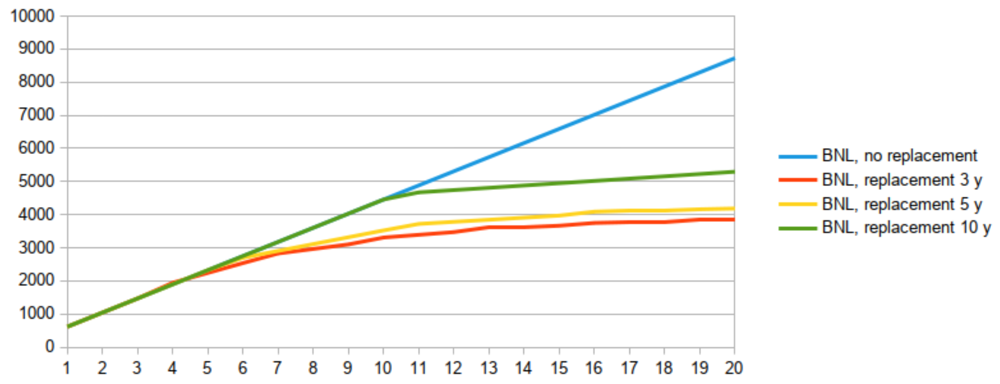 10000
9000
8000
7000
6000
5000
4000
3000
2000
1000
0
1 2 3 4 5 6 7 8 9 10 11 12 13 14 15 16 17 18 19 20
BNL, no replacement
BNL, replacement 3 y
BNL, replacement 5 y
BNL, replacement 10 y